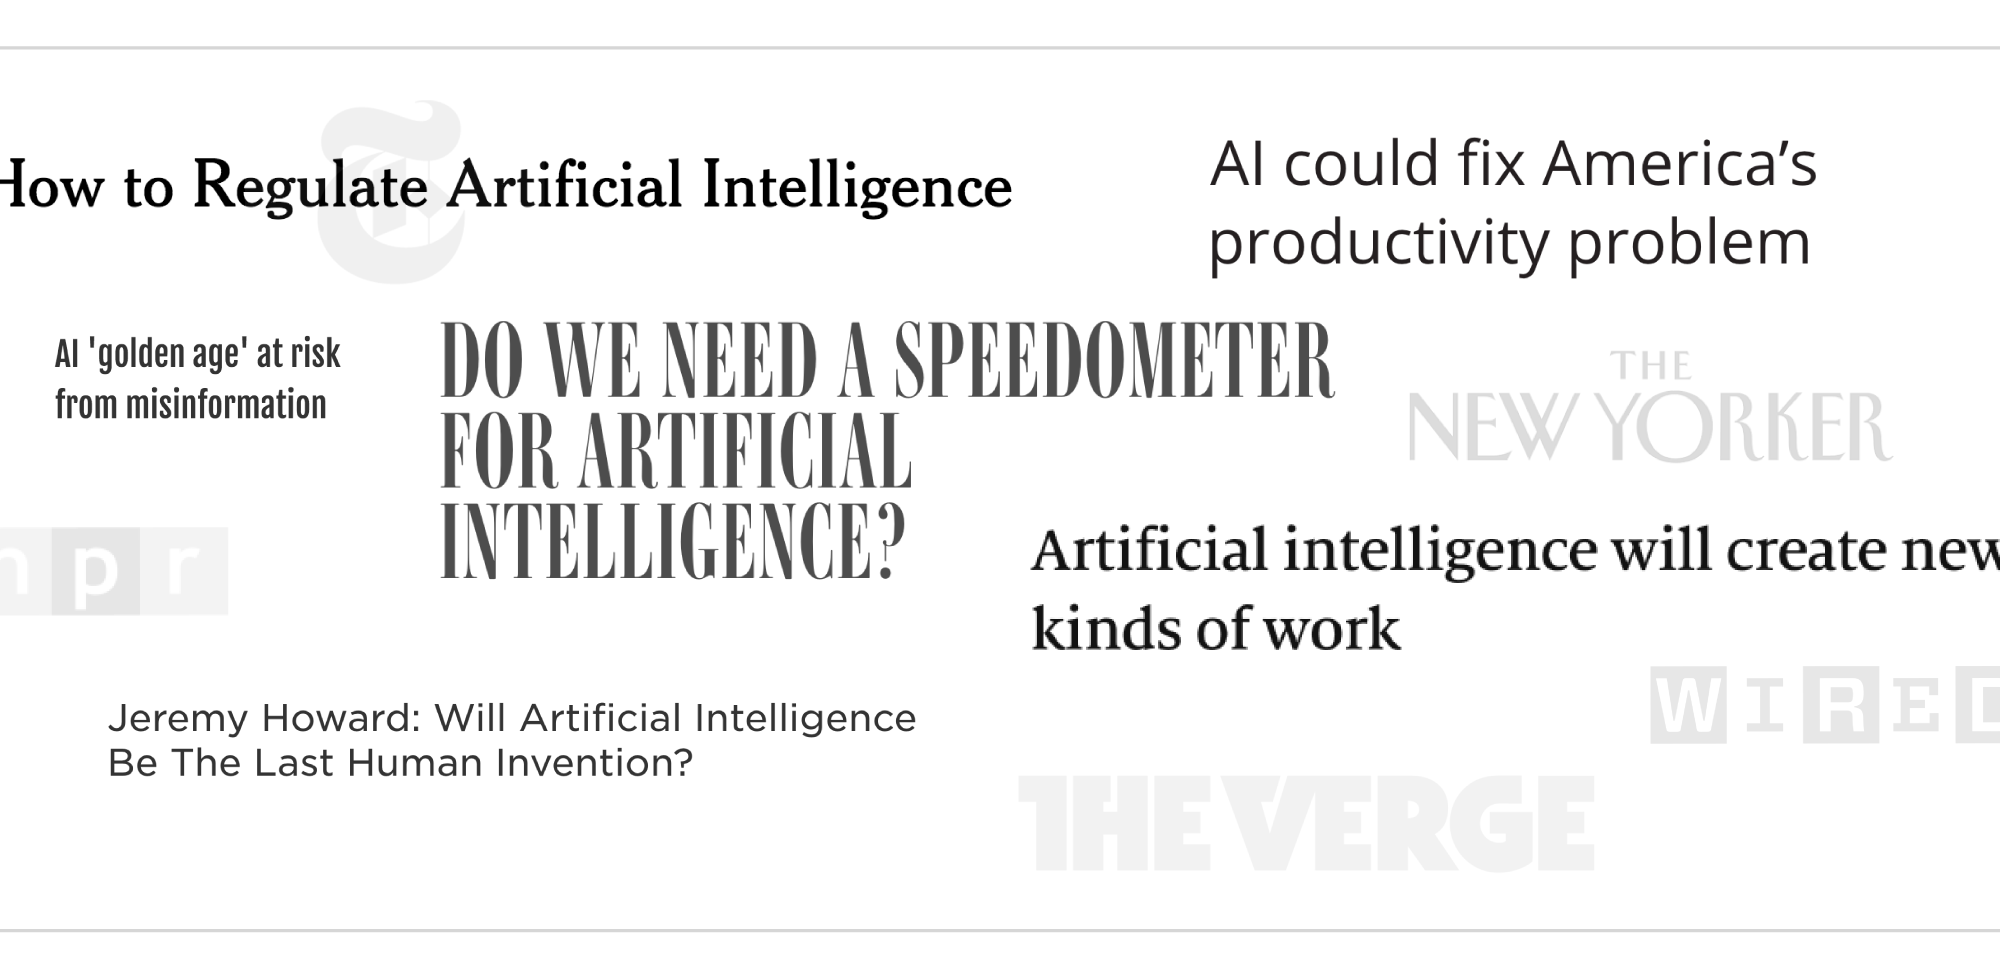 How to Regulate Artificial Intelligence
AI could fix America’s
productivity problem
AI 'golden age' at risk
from misinformation
DO WE NEED A SPEEDOMETER
FOR ARTIFICIAL
INTELLIGENCE?
THE
NEW YORKER
npr
Artificial intelligence will create new
kinds of work
WIRED
Jeremy Howard: Will Artificial Intelligence
Be The Last Human Invention?
THE VERGE
T